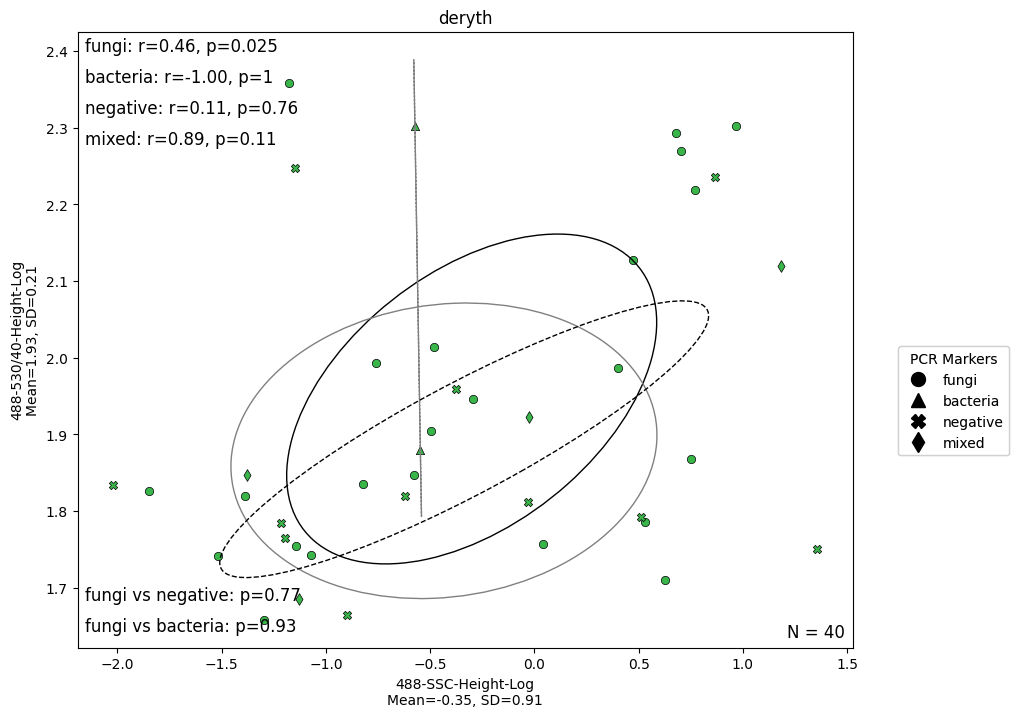 deryth
fungi: r=0.46, p=0.025
bacteria: r=-1.00, p=1
negative: r=0.11, p=0.76
mixed: r=0.89, p=0.11
2.4
2.3
2.2
2.1
2.0
1.9
1.8
1.7
488-530/40-Height-Log
Mean=1.93, SD=0.21
PCR Markers
fungi
bacteria
negative
mixed
fungi vs negative: p=0.77
fungi vs bacteria: p=0.93
N = 40
−2.0
−1.5
−1.0
−0.5
0.0
0.5
1.0
1.5
488-SSC-Height-Log
Mean=-0.35, SD=0.91